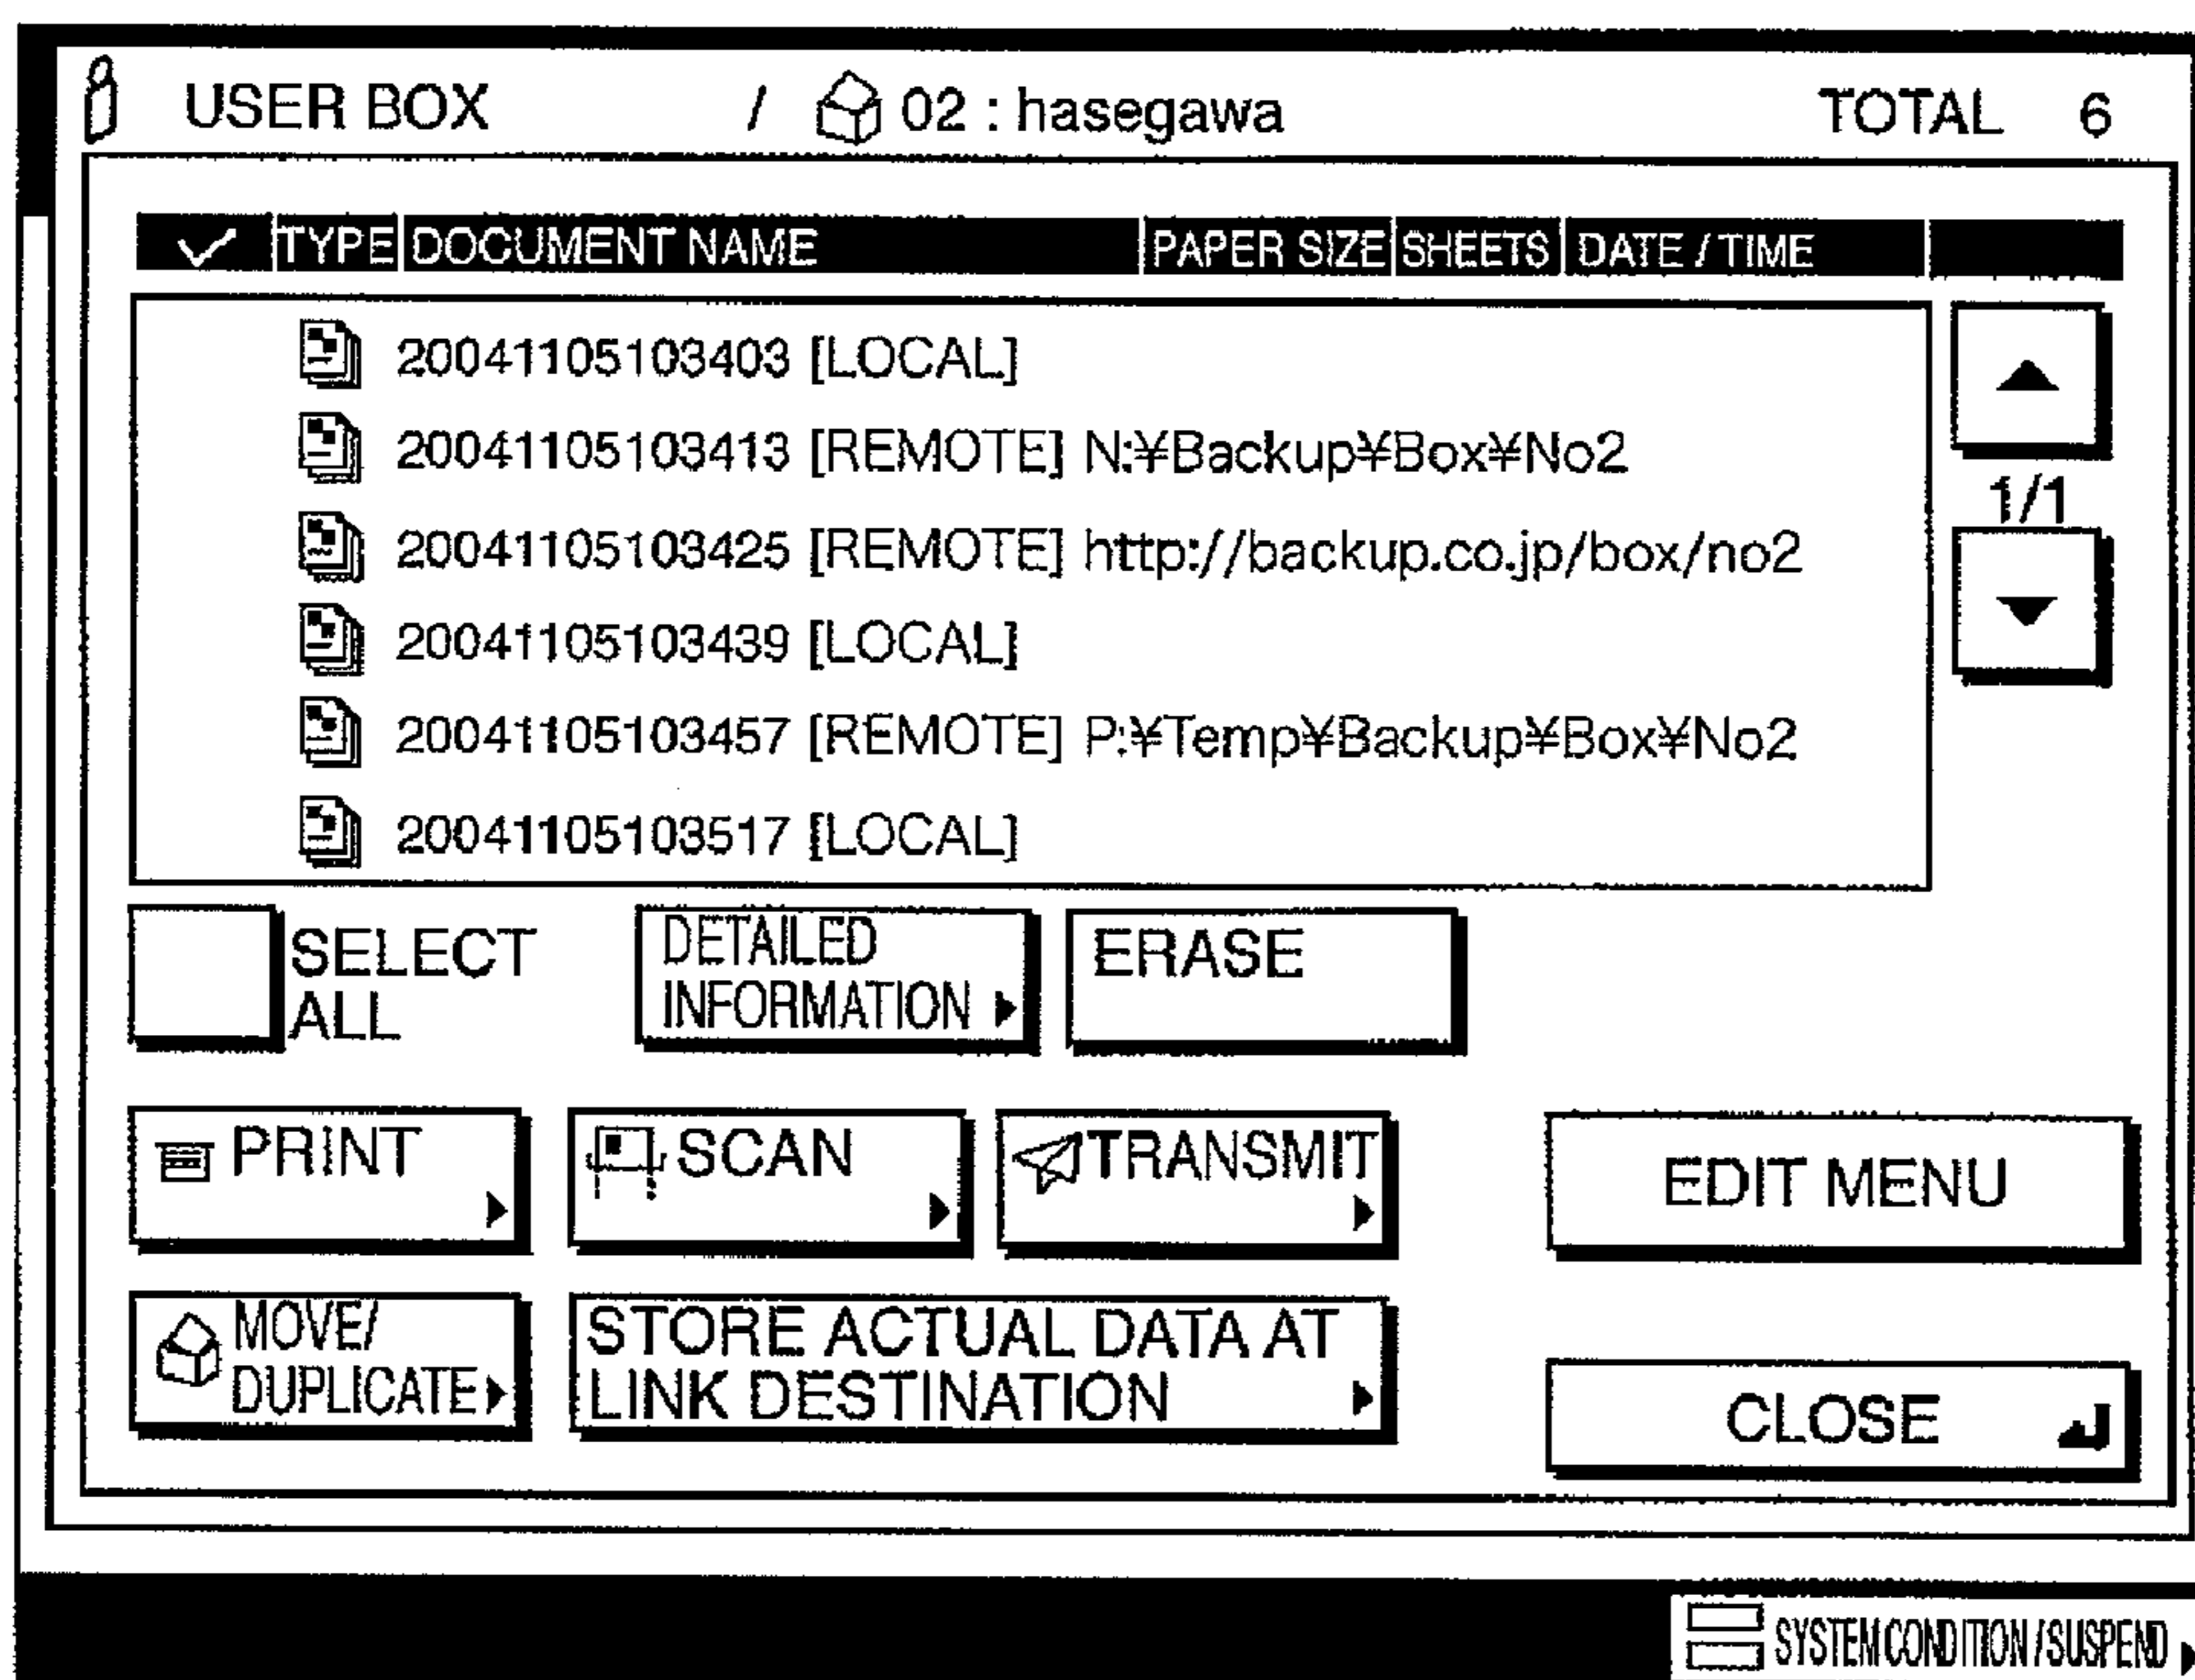 USER BOX / 02 : hasegawa TOTAL 6
TYPE DOCUMENT NAME PAPER SIZE SHEETS DATE / TIME
20041105103403 [LOCAL]
20041105103413 [REMOTE] N:¥Backup¥Box¥No2
20041105103425 [REMOTE] http://backup.co.jp/box/no2
20041105103439 [LOCAL]
20041105103457 [REMOTE] P:¥Temp¥Backup¥Box¥No2
20041105103517 [LOCAL]
1/1
SELECT
ALL
DETAILED
INFORMATION
ERASE
PRINT
SCAN
TRANSMIT
EDIT MENU
MOVE/
DUPLICATE
STORE ACTUAL DATA AT
LINK DESTINATION
CLOSE
SYSTEM CONDITION / SUSPEND